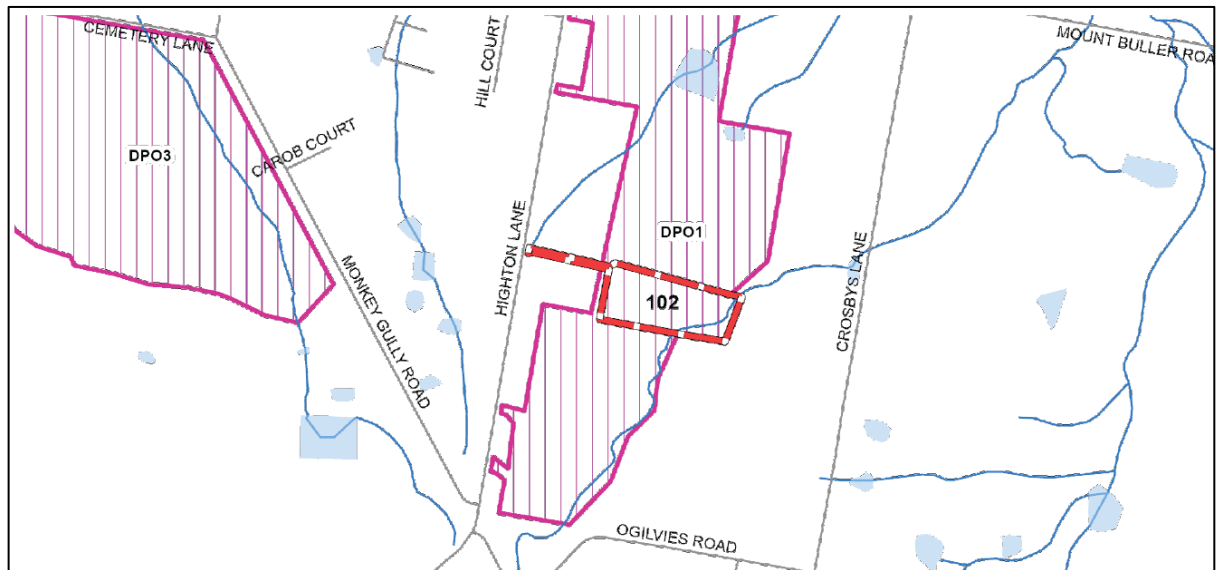 CEMETERY LANE
HILL COURT
MOUNT BULLER ROA
CAROB COURT
DPO3
HIGHTON LANE
DPO1
MONKEY GULLY ROAD
102
CROSBYS LANE
OGILVIES ROAD